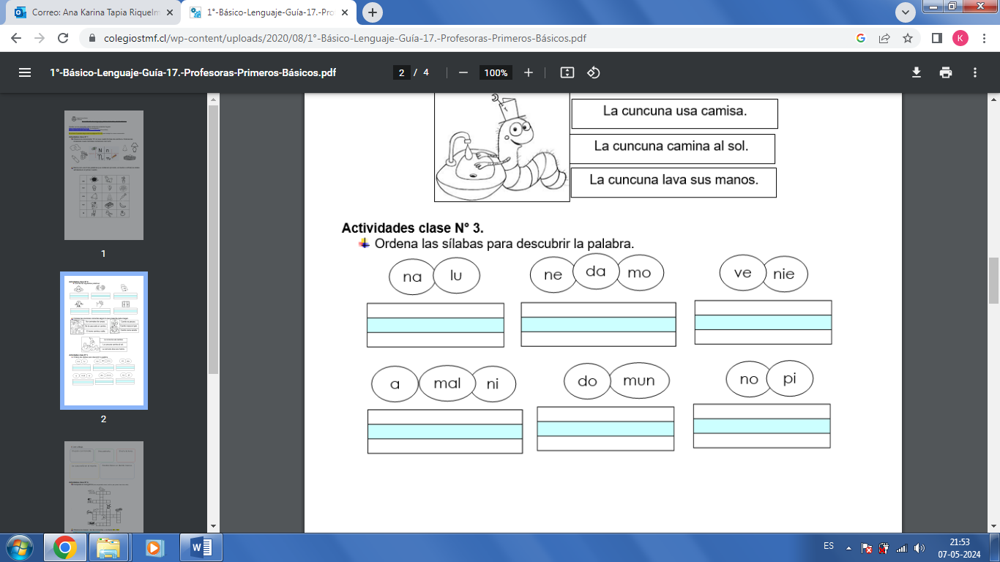 Correo: Ana Karina Tapia Riquelm
1°-Básico-Lenguaje-Guía-17.-Pro
colegiostmf.cl/wp-content/uploads/2020/08/1°-Básico-Lenguaje-Guía-17.-Profesoras-Primeros-Básicos.pdf
K
1°-Básico-Lenguaje-Guía-17.-Profesoras-Primeros-Básicos.pdf
2 / 4
100%
1
2
La cuncuna usa camisa.
La cuncuna camina al sol.
La cuncuna lava sus manos.
Actividades clase N° 3.
Ordena las sílabas para descubrir la palabra.
na lu
ne da mo
ve nie
a mal ni
do mun
no pi
ES
21:53
07-05-2024